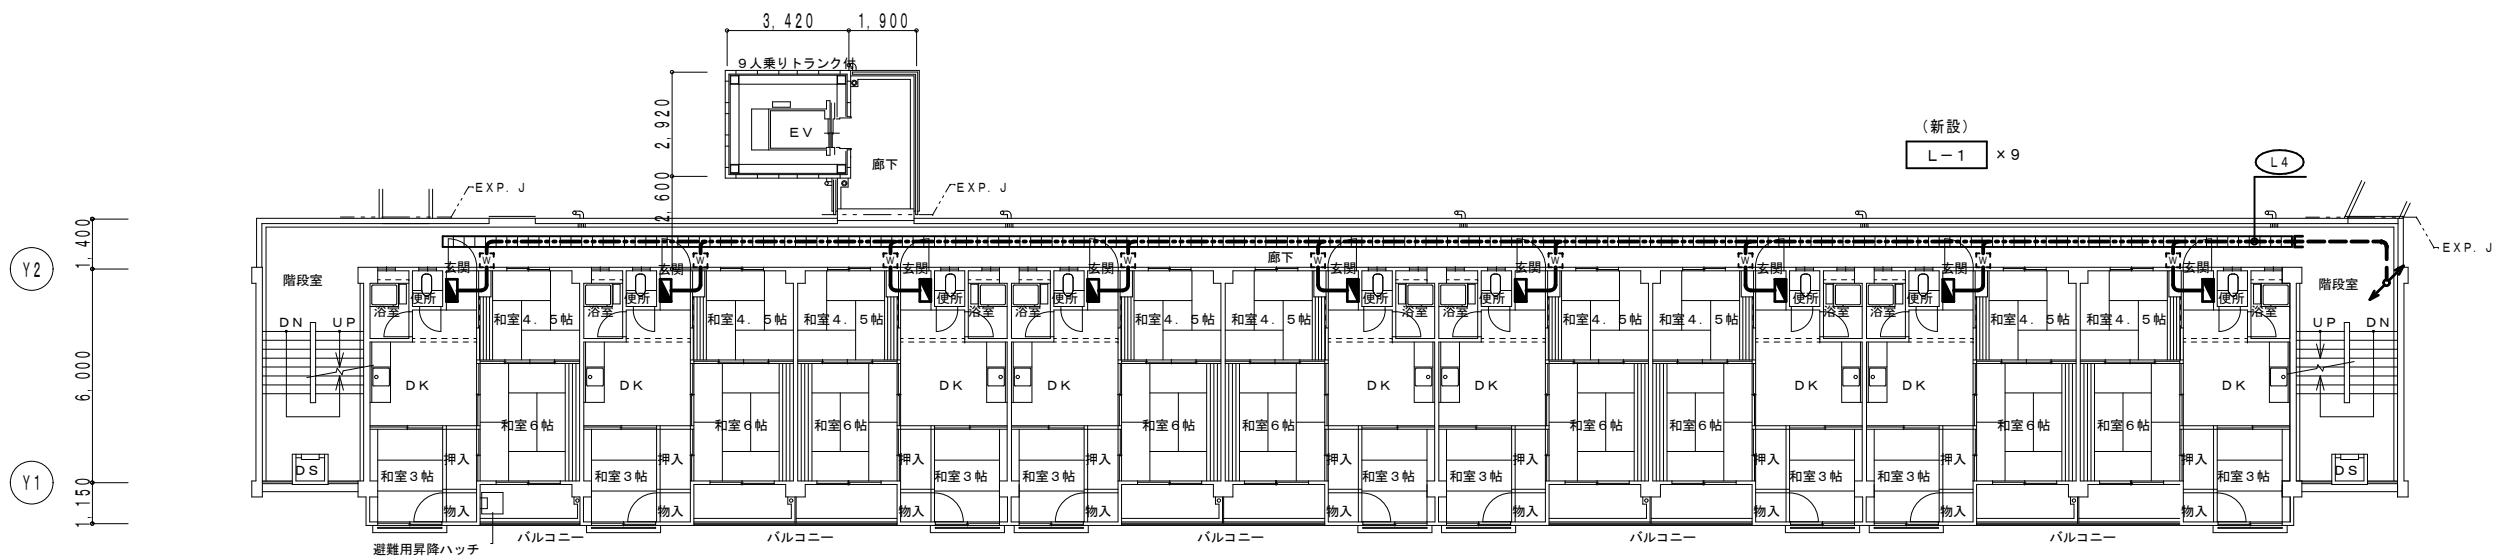 3,420
1,900
9人乗りトランク付
2,920
EV
廊下
2,600
(新設)
L-1 ×9
L4
EXP. J
EXP. J
EXP. J
1,400
Y2
6,000
Y1
1,150
階段室
玄関
W
W
玄関
W
玄関
玄関
W
廊下
W
玄関
玄関
W
W
玄関
玄関
W
玄関
階段室
浴室
便所
浴室
便所
便所
浴室
浴室
便所
便所
浴室
浴室
便所
便所
浴室
浴室
便所
便所
浴室
DN
UP
和室4.5帖
和室4.5帖
和室4.5帖
和室4.5帖
和室4.5帖
和室4.5帖
和室4.5帖
和室4.5帖
和室4.5帖
UP
DN
DK
DK
DK
DK
DK
DK
DK
DK
DK
和室6帖
和室6帖
和室6帖
和室6帖
和室6帖
和室6帖
和室6帖
和室6帖
和室6帖
DS
和室3帖
押入
和室3帖
押入
押入
和室3帖
和室3帖
押入
押入
和室3帖
和室3帖
押入
押入
和室3帖
和室3帖
押入
押入
和室3帖
DS
物入
物入
物入
物入
物入
物入
物入
物入
物入
避難用昇降ハッチ
バルコニー
バルコニー
バルコニー
バルコニー
バルコニー